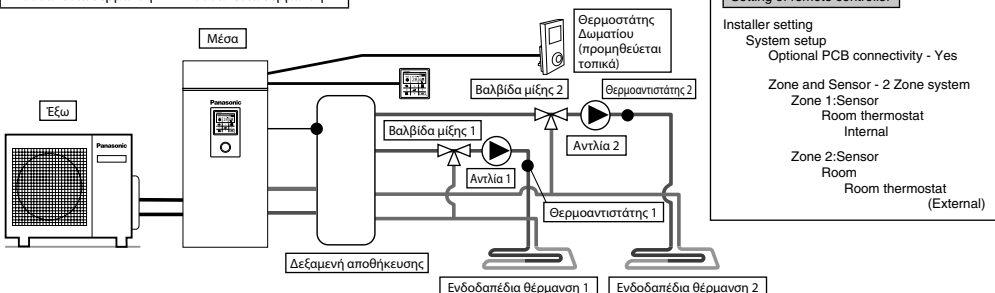 Setting of remote controller
Installer setting
System setup
Optional PCB connectivity - Yes
Zone and Sensor - 2 Zone system
Zone 1:Sensor
Room thermostat
Internal
Zone 2:Sensor
Room
Room thermostat
(External)
Μέσα
Θερμοστάτης
Δωματίου
(προμηθεύεται
τοπικά)
Έξω
Panasonic
Panasonic
Βαλβίδα μίξης 2
Θερμοαντιστάτης 2
Βαλβίδα μίξης 1
Αντλία 2
Αντλία 1
Θερμοαντιστάτης 1
Δεξαμενή αποθήκευσης
Ενδοδαπέδια θέρμανση 1
Ενδοδαπέδια θέρμανση 2